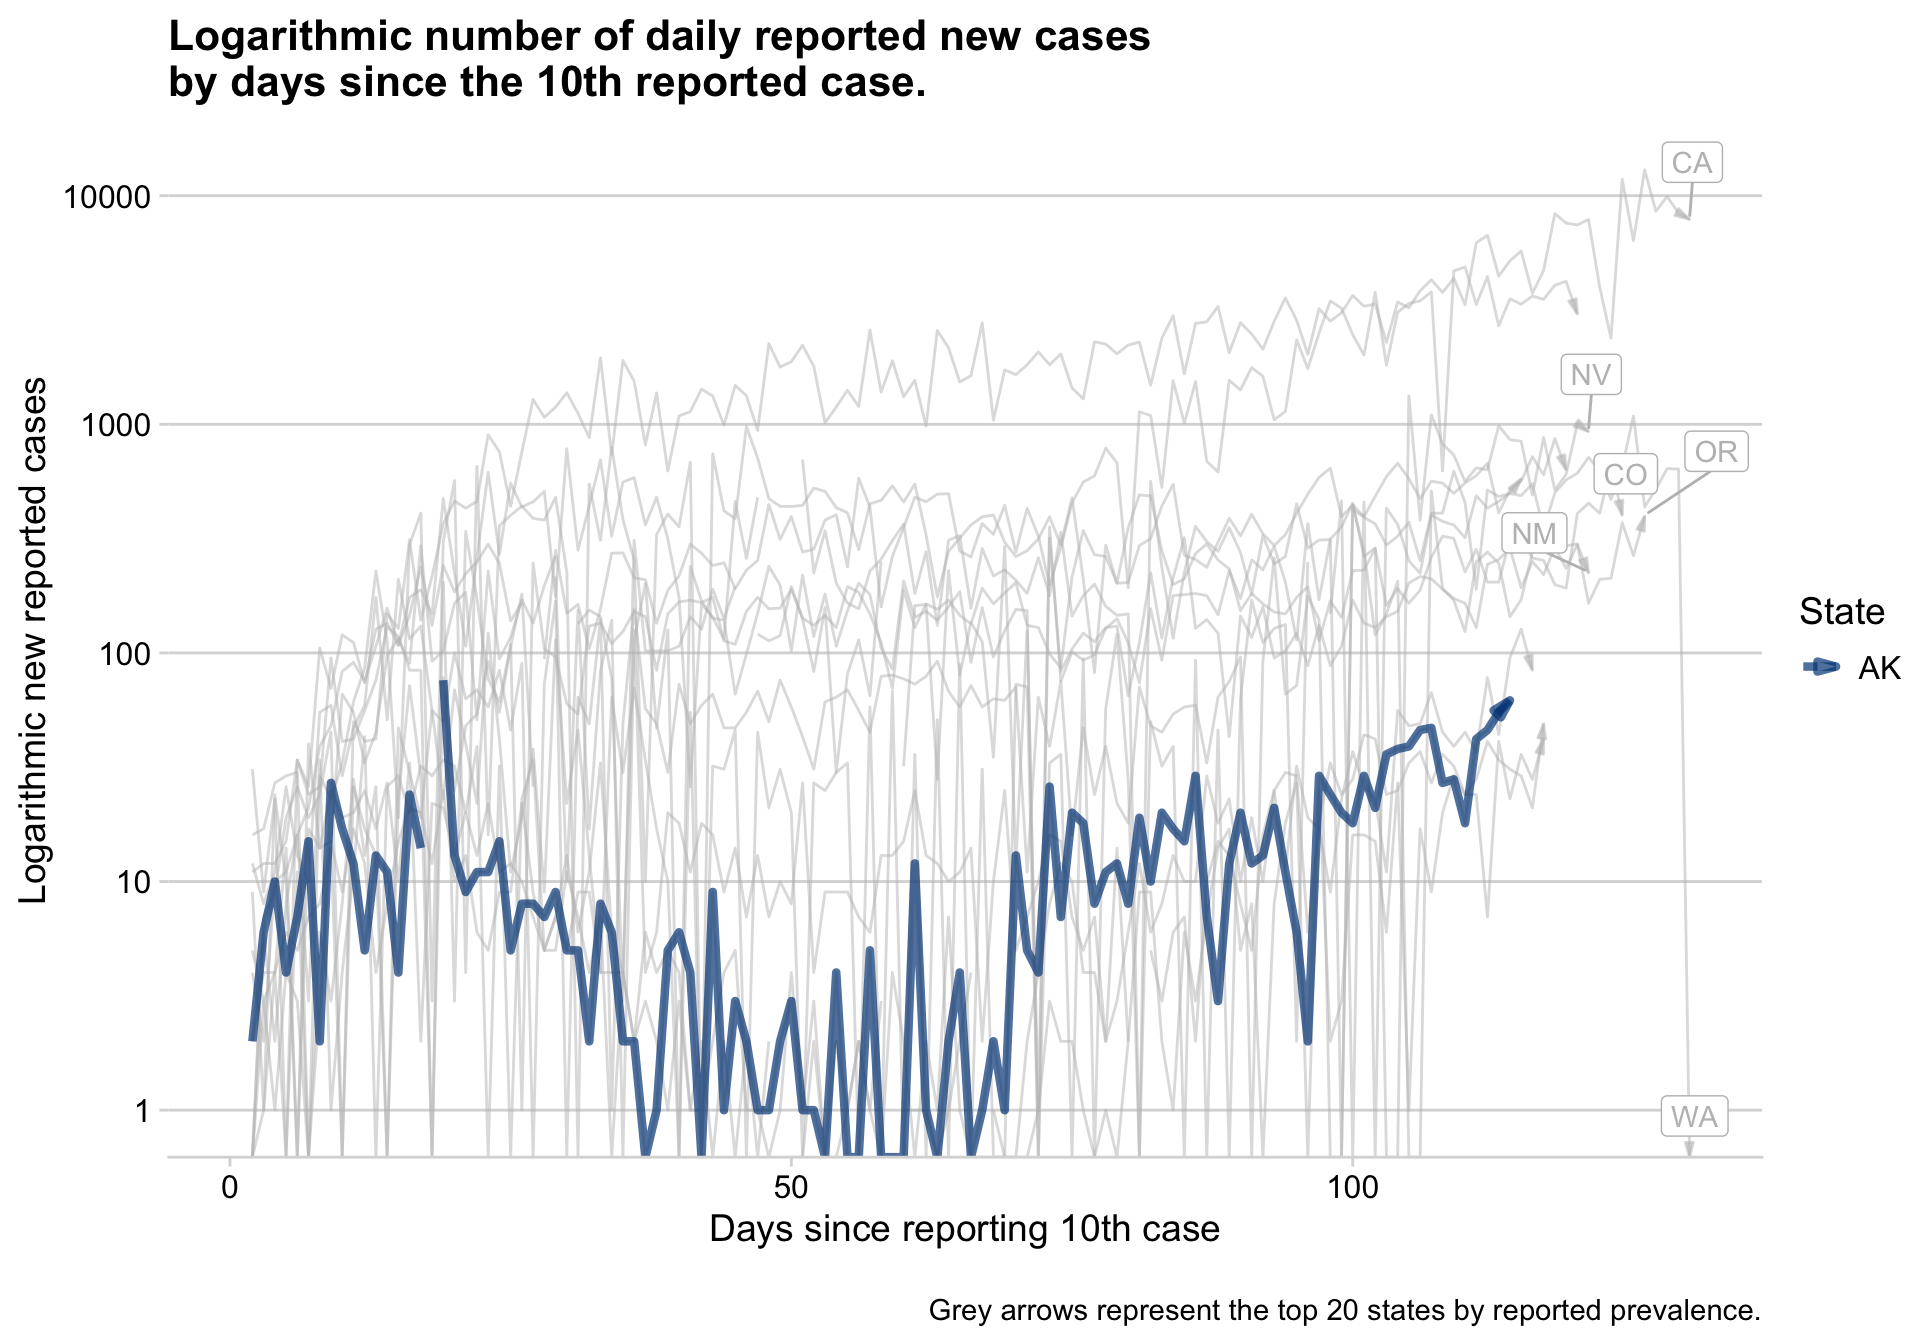 Logarithmic number of daily reported new cases
by days since the 10th reported case.
Logarithmic new reported cases
10000
1000
100
10
1
CA
NV
OR
CO
NM
WA
State
AK
0
50
100
Days since reporting 10th case
Grey arrows represent the top 20 states by reported prevalence.